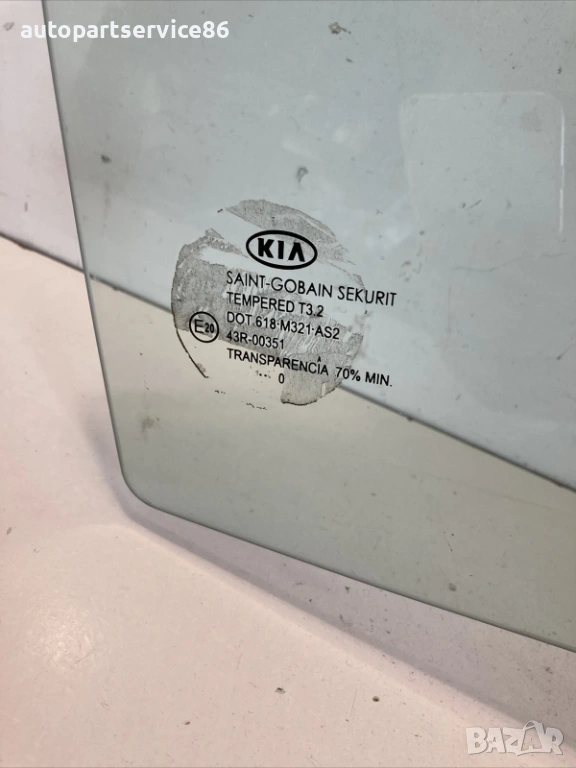 autopartservice86
KIA
SAINT-GOBAIN SEKURIT
TEMPERED T3.2
DOT 618·M321·AS2
E20 43R-00351
TRANSPARENCIA 70% MIN.
0
BAZAR